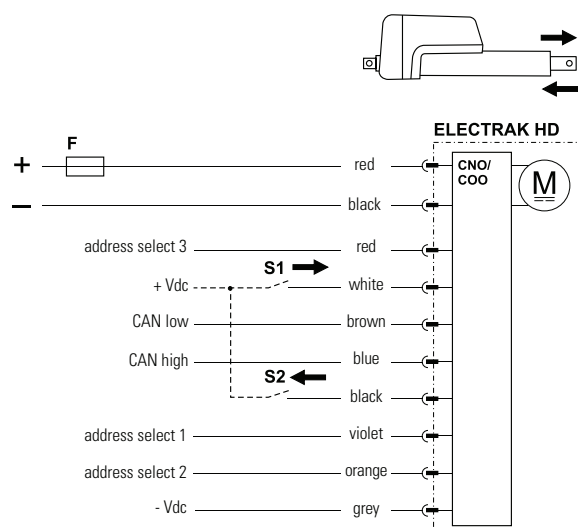 ELECTRAK HD
F
+ red CNO/
COO
M
− black
address select 3 red
S1
+ Vdc white
CAN low brown
CAN high blue
S2
black
address select 1 violet
address select 2 orange
- Vdc grey